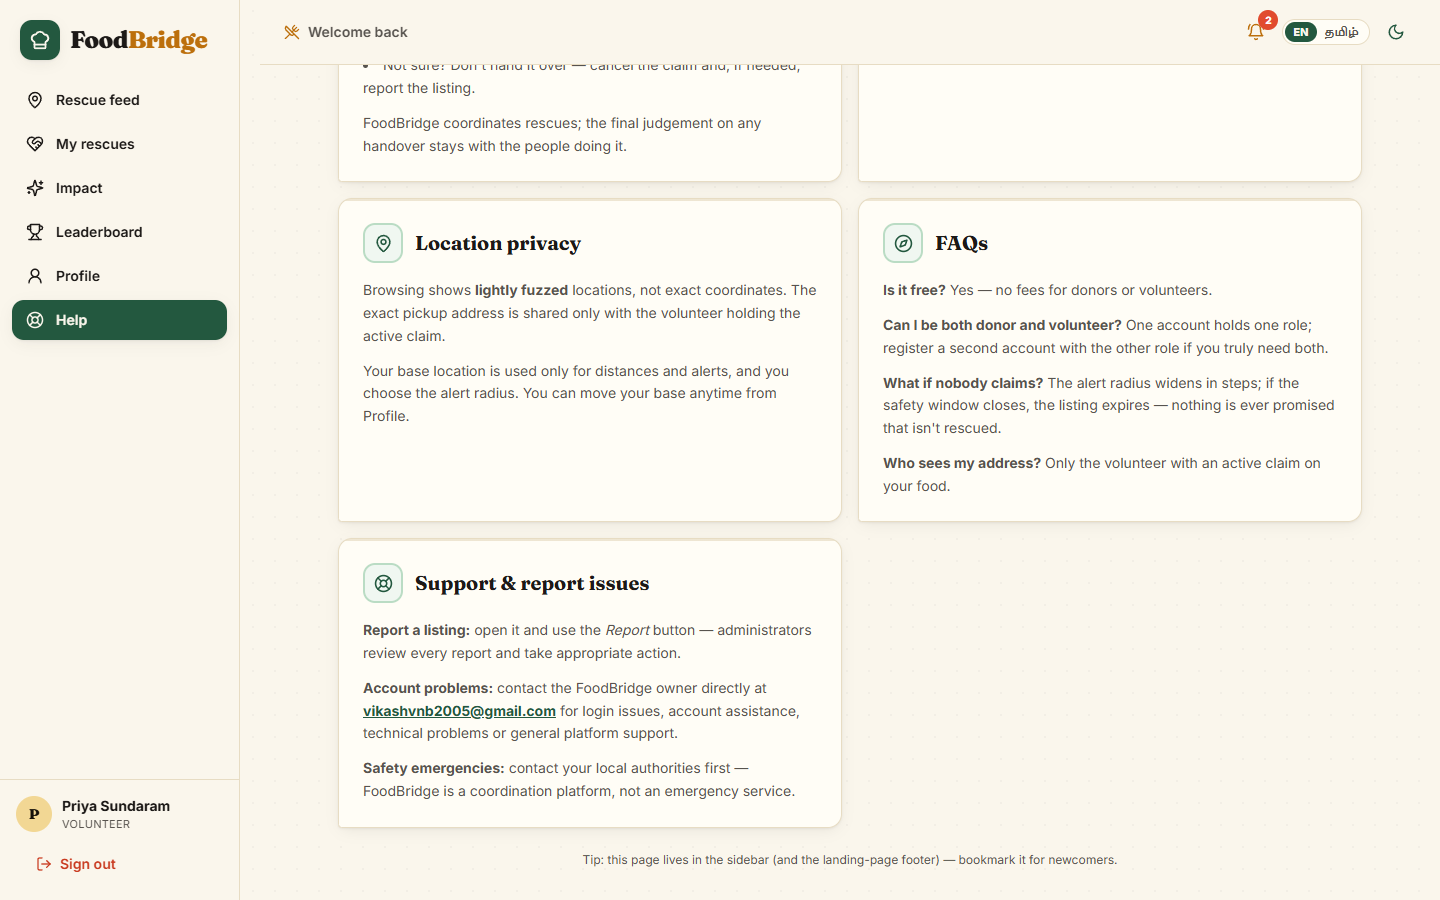 FoodBridge
Rescue feed
My rescues
Impact
Leaderboard
Profile
Help
Priya Sundaram
VOLUNTEER
Sign out
Welcome back
2
EN
தமிழ்
• Not sure? Don't hand it over — cancel the claim and, if needed,
report the listing.
FoodBridge coordinates rescues; the final judgement on any
handover stays with the people doing it.
Location privacy
Browsing shows lightly fuzzed locations, not exact coordinates. The
exact pickup address is shared only with the volunteer holding the
active claim.
Your base location is used only for distances and alerts, and you
choose the alert radius. You can move your base anytime from
Profile.
FAQs
Is it free? Yes — no fees for donors or volunteers.
Can I be both donor and volunteer? One account holds one role;
register a second account with the other role if you truly need both.
What if nobody claims? The alert radius widens in steps; if the
safety window closes, the listing expires — nothing is ever promised
that isn't rescued.
Who sees my address? Only the volunteer with an active claim on
your food.
Support & report issues
Report a listing: open it and use the Report button — administrators
review every report and take appropriate action.
Account problems: contact the FoodBridge owner directly at
vikashvnb2005@gmail.com for login issues, account assistance,
technical problems or general platform support.
Safety emergencies: contact your local authorities first —
FoodBridge is a coordination platform, not an emergency service.
Tip: this page lives in the sidebar (and the landing-page footer) — bookmark it for newcomers.
P